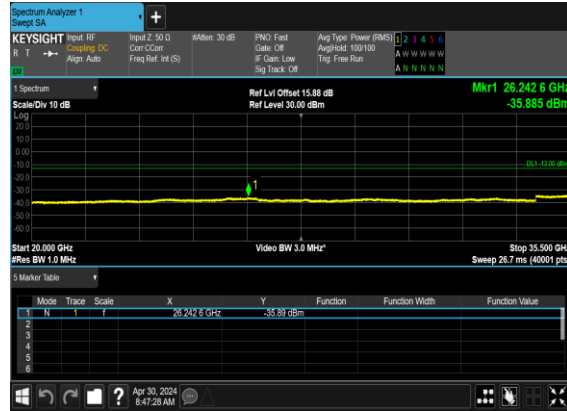 Spectrum Analyzer 1
Swept SA
+
KEYSIGHT Input: RF Input Z: 50 Ω #Atten: 30 dB PNO: Fast Avg Type: Power (RMS) 1 2 3 4 5 6
R T Coupling: DC Corr CCorr Gate: Off Avg|Hold: 100/100 A W W W W W
Align: Auto Freq Ref: Int (S) IF Gain: Low Trig: Free Run
Sig Track: Off A N N N N N
1 Spectrum Ref Lvl Offset 15.88 dB Mkr1 26.242 6 GHz
Scale/Div 10 dB Ref Level 30.00 dBm -35.885 dBm
Log
20.0
10.0
0.00
-10.0
DL1 -13.00 dBm
-20.0
1
-30.0
-40.0
-50.0
-60.0
Start 20.000 GHz Video BW 3.0 MHz* Stop 35.500 GHz
#Res BW 1.0 MHz Sweep 26.7 ms (40001 pts)
5 Marker Table
Mode Trace Scale X Y Function Function Width Function Value
1 N 1 f 26.242 6 GHz -35.89 dBm
2
3
4
5
6
? Apr 30, 2024
8:47:28 AM